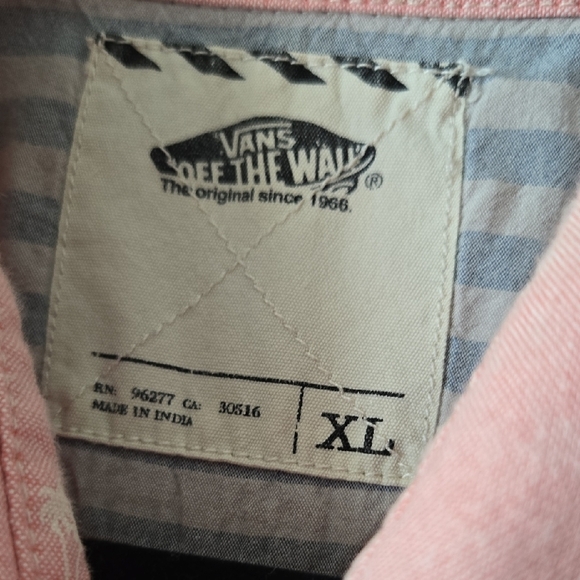 VANS
"OFF THE WALL"
®
The original since 1966.
RN: 96277 CA: 30516
MADE IN INDIA
XL